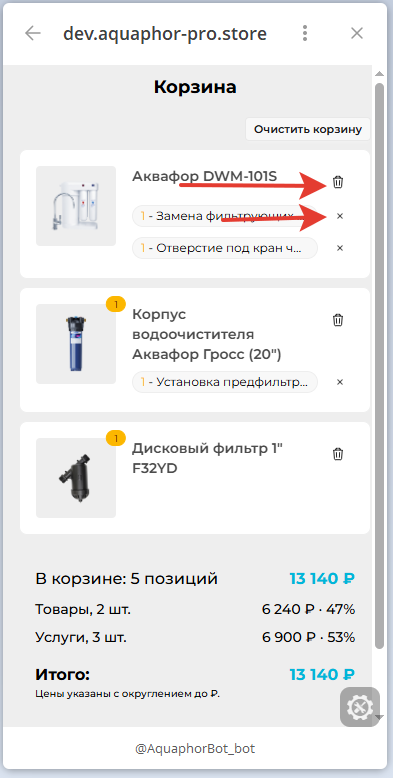 dev.aquaphor-pro.store
Корзина
Очистить корзину
Аквафор DWM-101S
1 - Замена фильтрующих
1 - Отверстие под кран ч...
1
Корпус
водоочистителя
Аквафор Гросс (20")
1 - Установка предфильтр...
1
Дисковый фильтр 1"
F32YD
В корзине: 5 позиций 13 140 ₽
Товары, 2 шт. 6 240 ₽ · 47%
Услуги, 3 шт. 6 900 ₽ · 53%
Итого: 13 140 ₽
Цены указаны с округлением до ₽.
@AquaphorBot_bot